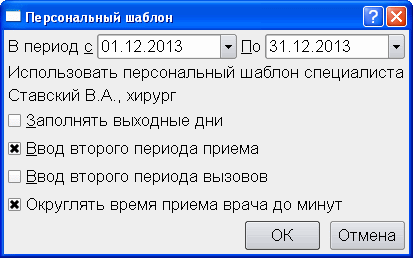 Персональный шаблон
В период с 01.12.2013 По 31.12.2013
Использовать персональный шаблон специалиста
Ставский В.А., хирург
Заполнять выходные дни
Ввод второго периода приема
Ввод второго периода вызовов
Округлять время приема врача до минут
OK Отмена